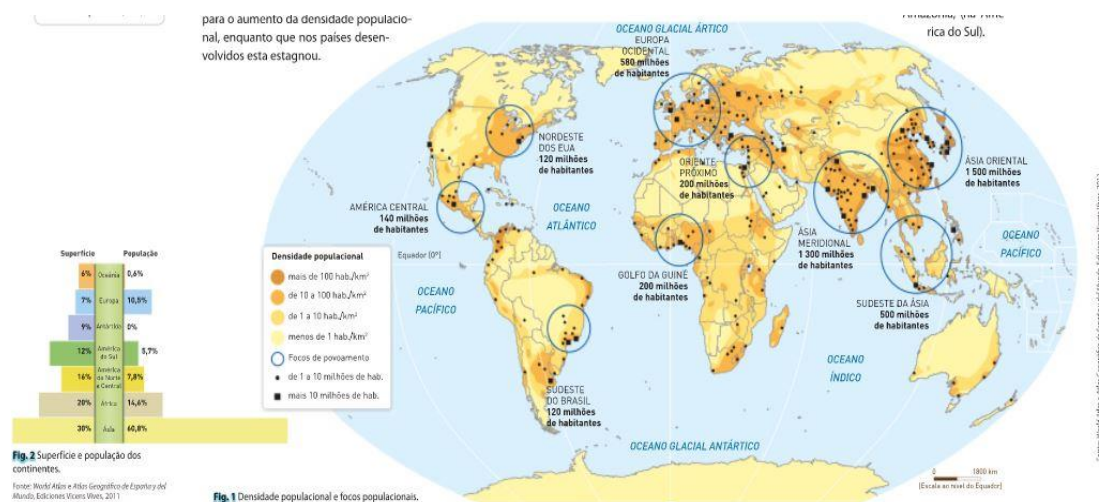 para o aumento da densidade populacio-
nal, enquanto que nos países desen-
volvidos esta estagnou.
rica do Sul).
OCEANO GLACIAL ÁRTICO
EUROPA
OCIDENTAL
580 milhões
de habitantes
NORDESTE
DOS EUA
120 milhões
de habitantes
ORIENTE
PRÓXIMO
200 milhões
de habitantes
ÁSIA ORIENTAL
1 500 milhões
de habitantes
AMÉRICA CENTRAL
140 milhões
de habitantes
OCEANO
ATLÂNTICO
ÁSIA
MERIDIONAL
1 300 milhões
de habitantes
OCEANO
PACÍFICO
Equador (0º)
GOLFO DA GUINÉ
200 milhões
de habitantes
OCEANO
PACÍFICO
SUDESTE DA ÁSIA
500 milhões
de habitantes
OCEANO
ÍNDICO
SUDESTE
DO BRASIL
120 milhões
de habitantes
OCEANO GLACIAL ANTÁRTICO
0 1800 km
(Escala ao nível do Equador)
Densidade populacional
mais de 100 hab./km²
de 10 a 100 hab./km²
de 1 a 10 hab./km²
menos de 1 hab./km²
Focos de povoamento
de 1 a 10 milhões de hab.
mais 10 milhões de hab.
Superfície População
6% Oceânia 0,6%
7% Europa 10,5%
9% Antártida 0%
12% América do Sul 5,7%
16% América do Norte e Central 7,8%
20% África 14,6%
30% Ásia 60,8%
Fig. 2 Superfície e população dos
continentes.
Fonte: World Atlas e Atlas Geográfico de España y del
Mundo, Ediciones Vicens Vives, 2011
Fig. 1 Densidade populacional e focos populacionais.